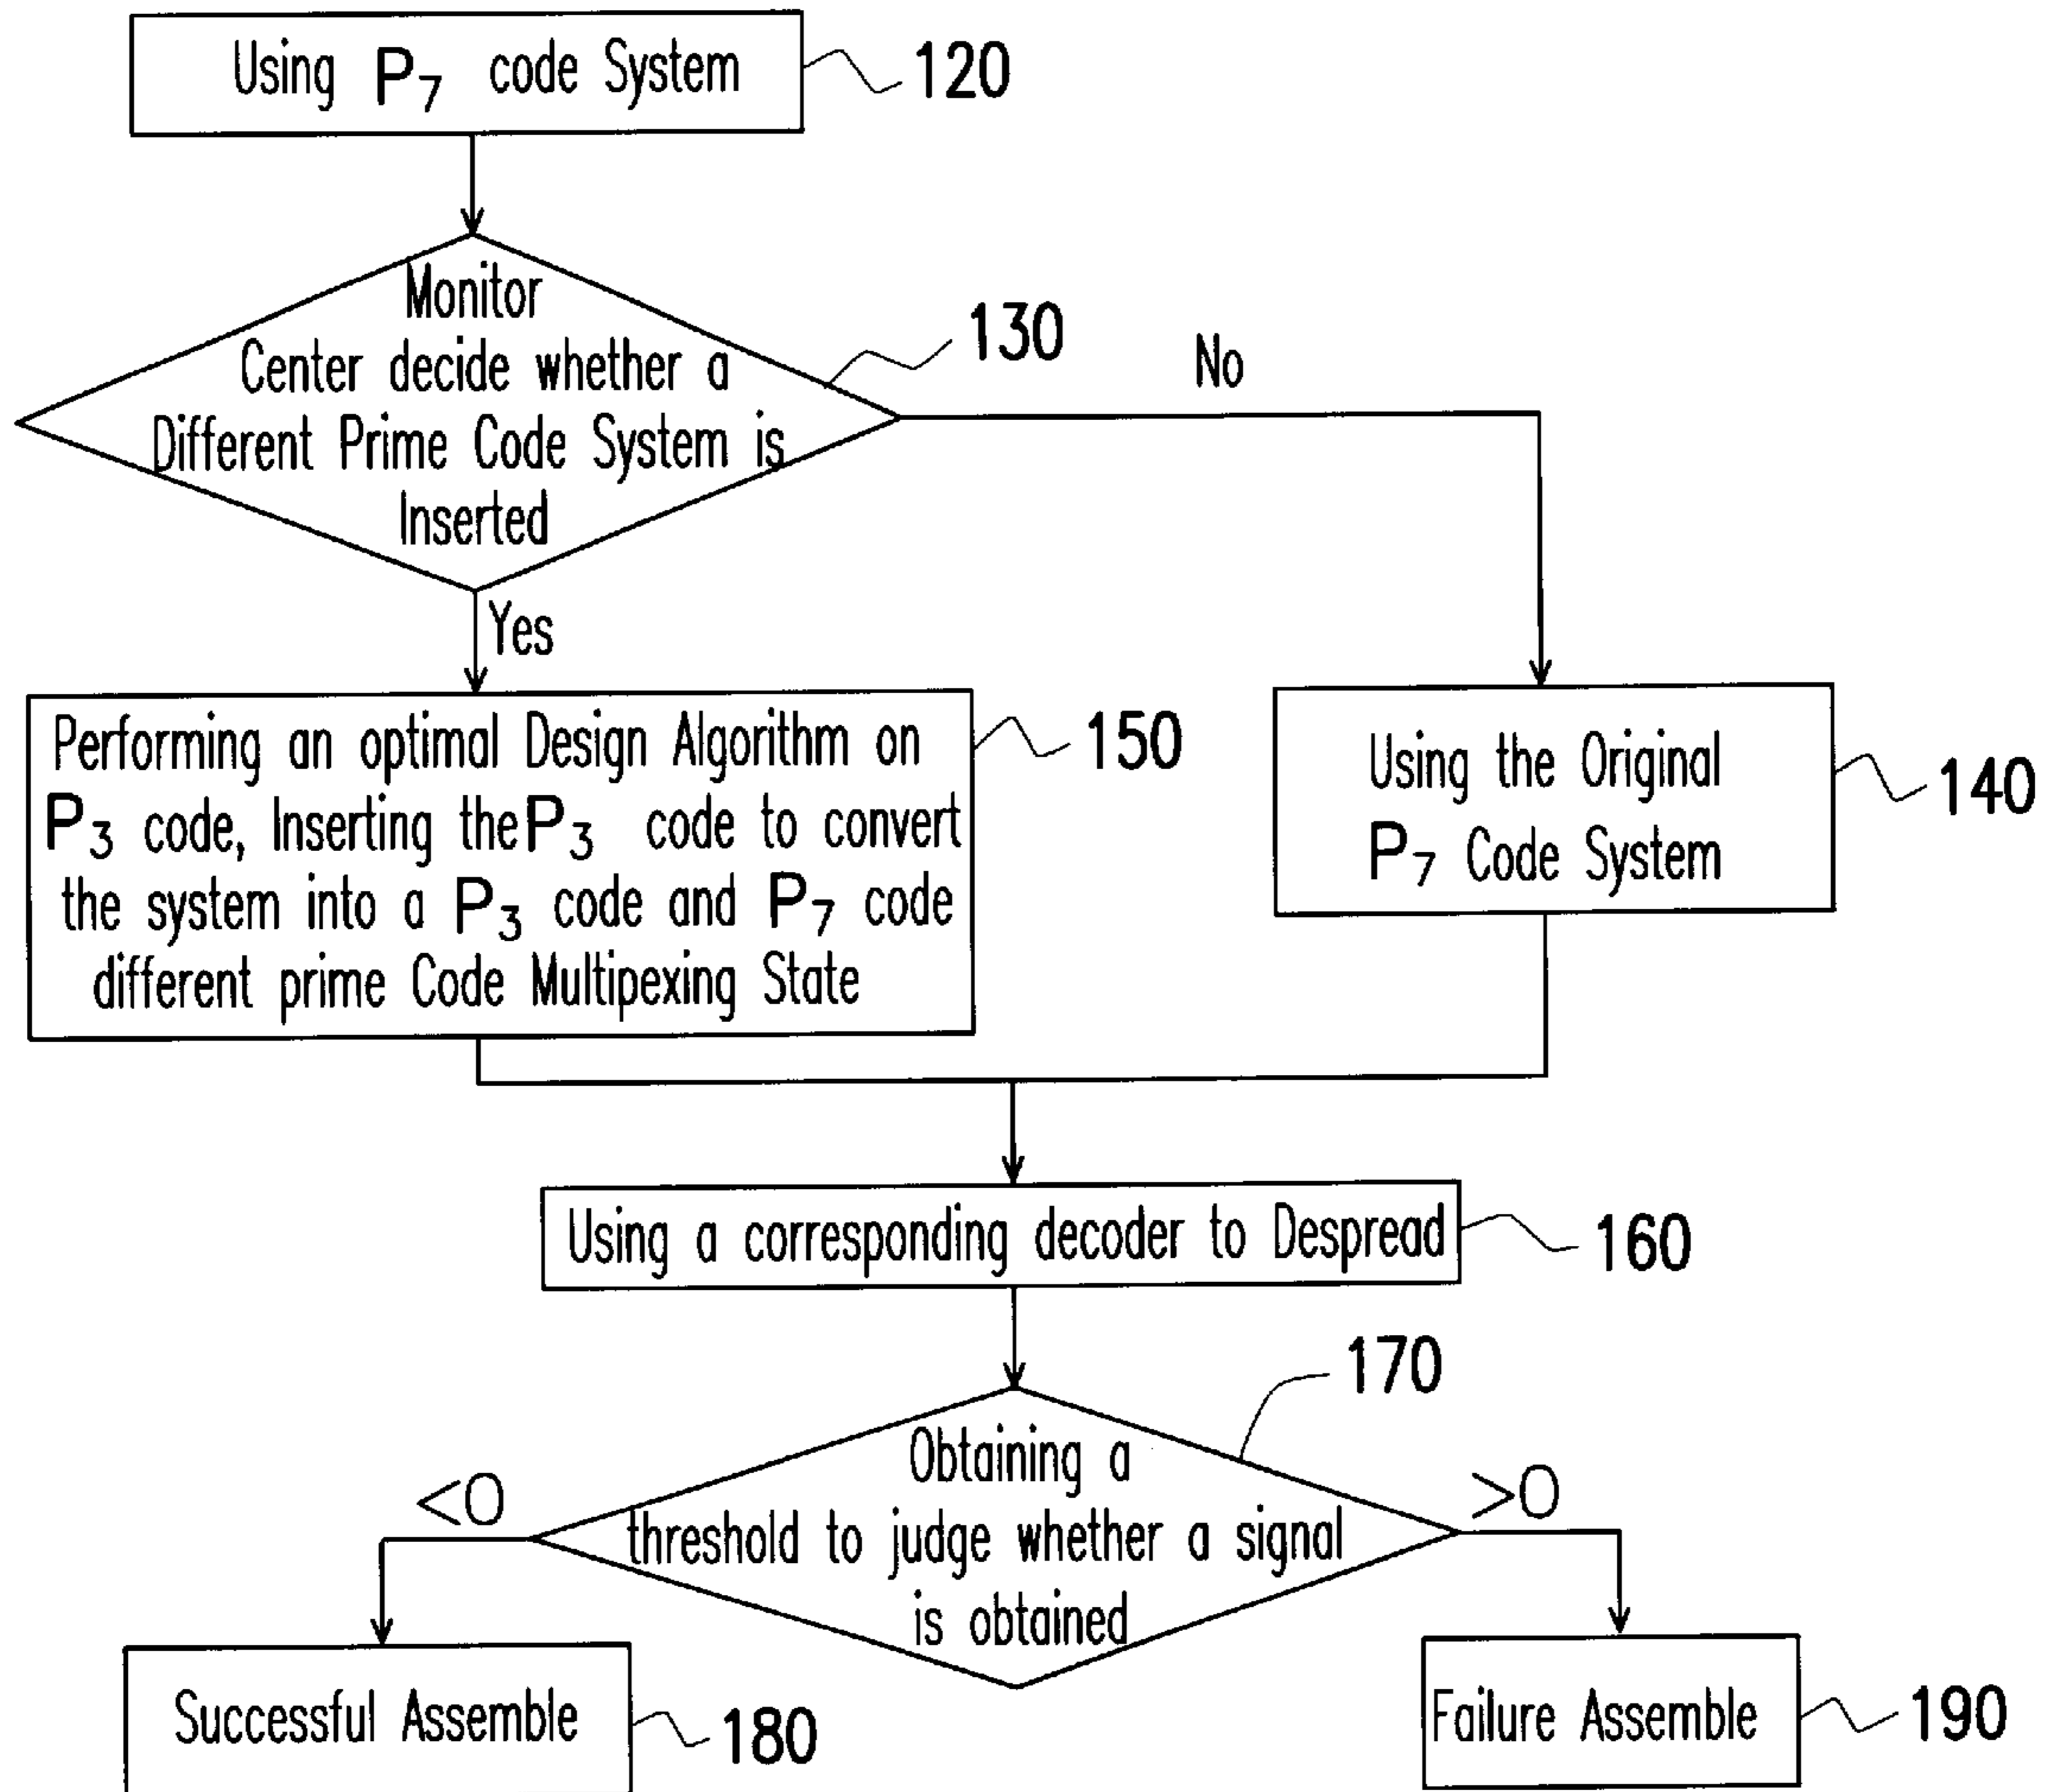 Using P7 code System
120
Monitor
Center decide whether a
Different Prime Code System is
Inserted
130
No
Yes
Performing an optimal Design Algorithm on
P3 code, Inserting the P3 code to convert
the system into a P3 code and P7 code
different prime Code Multipexing State
150
Using the Original
P7 Code System
140
Using a corresponding decoder to Despread
160
170
Obtaining a
threshold to judge whether a signal
is obtained
<0
>0
Successful Assemble
180
Failure Assemble
190